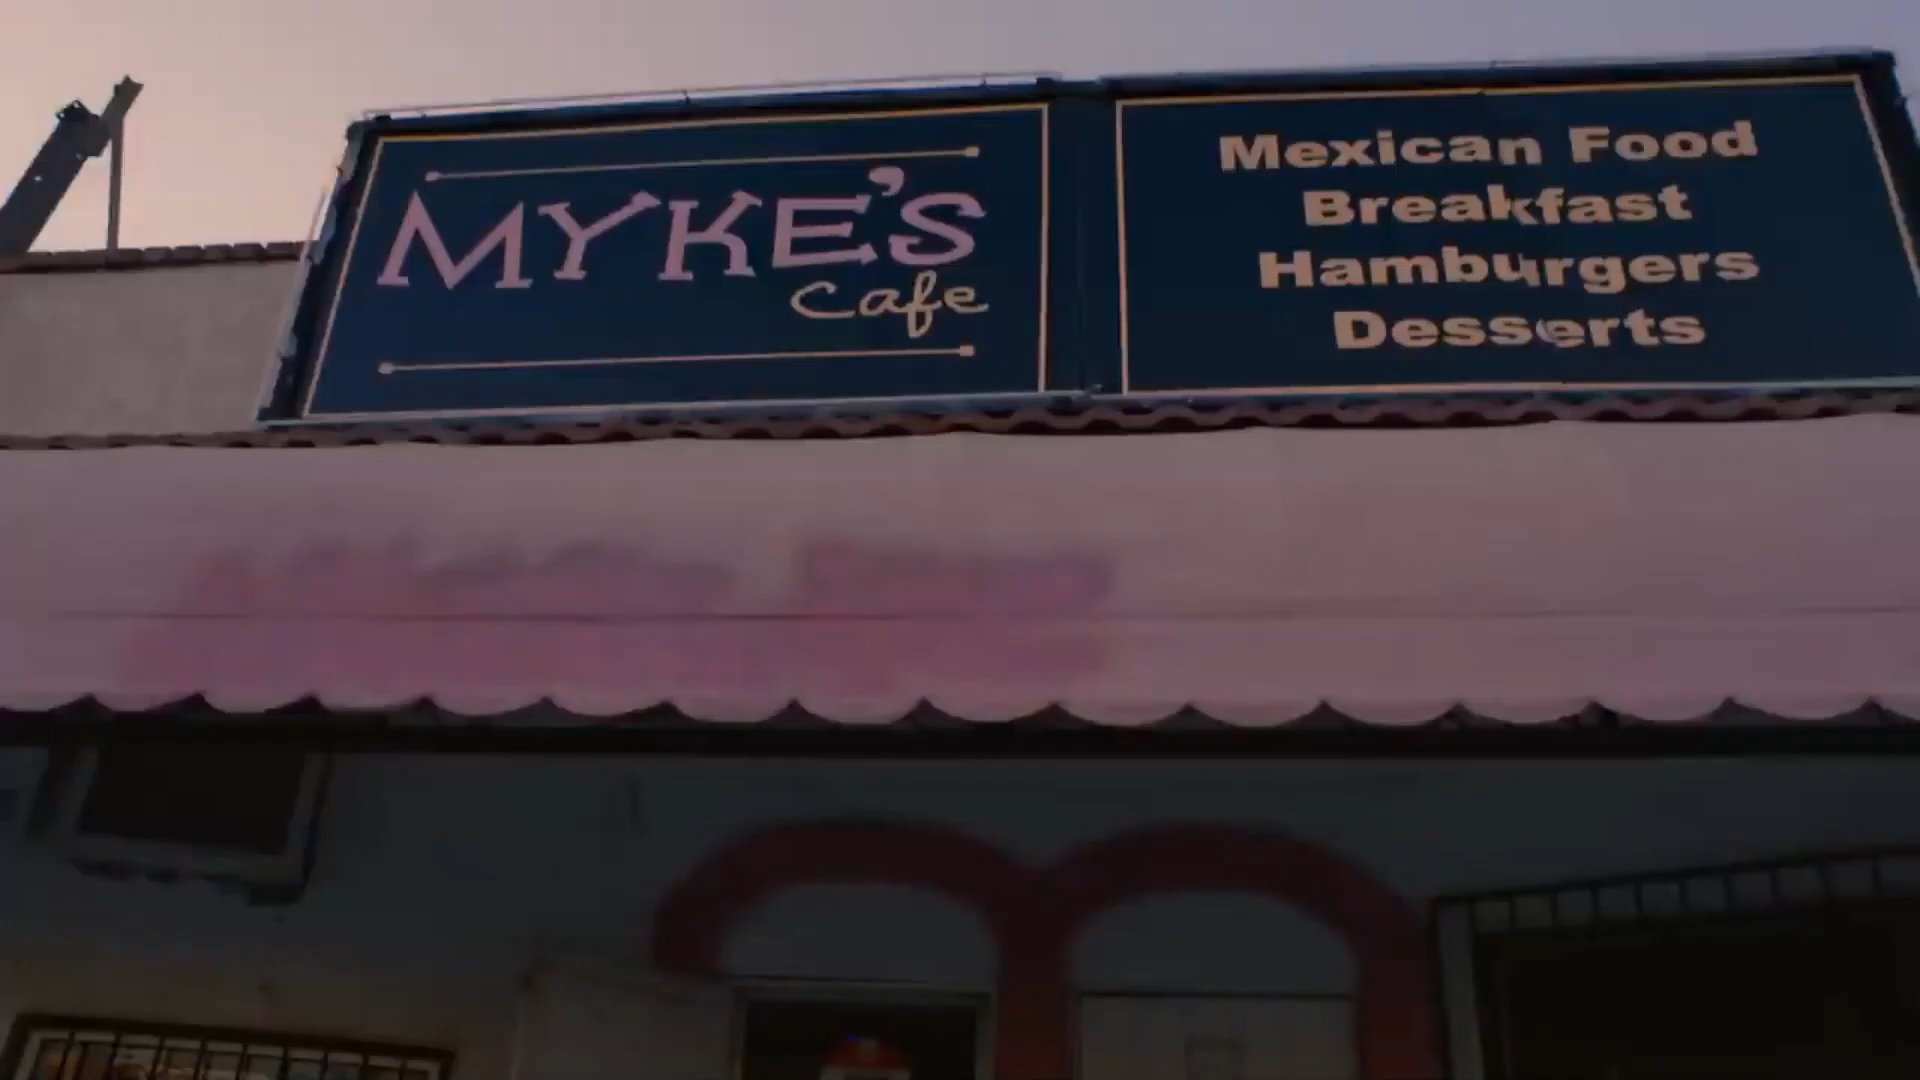 MYKE'S
Cafe
Mexican Food
Breakfast
Hamburgers
Desserts